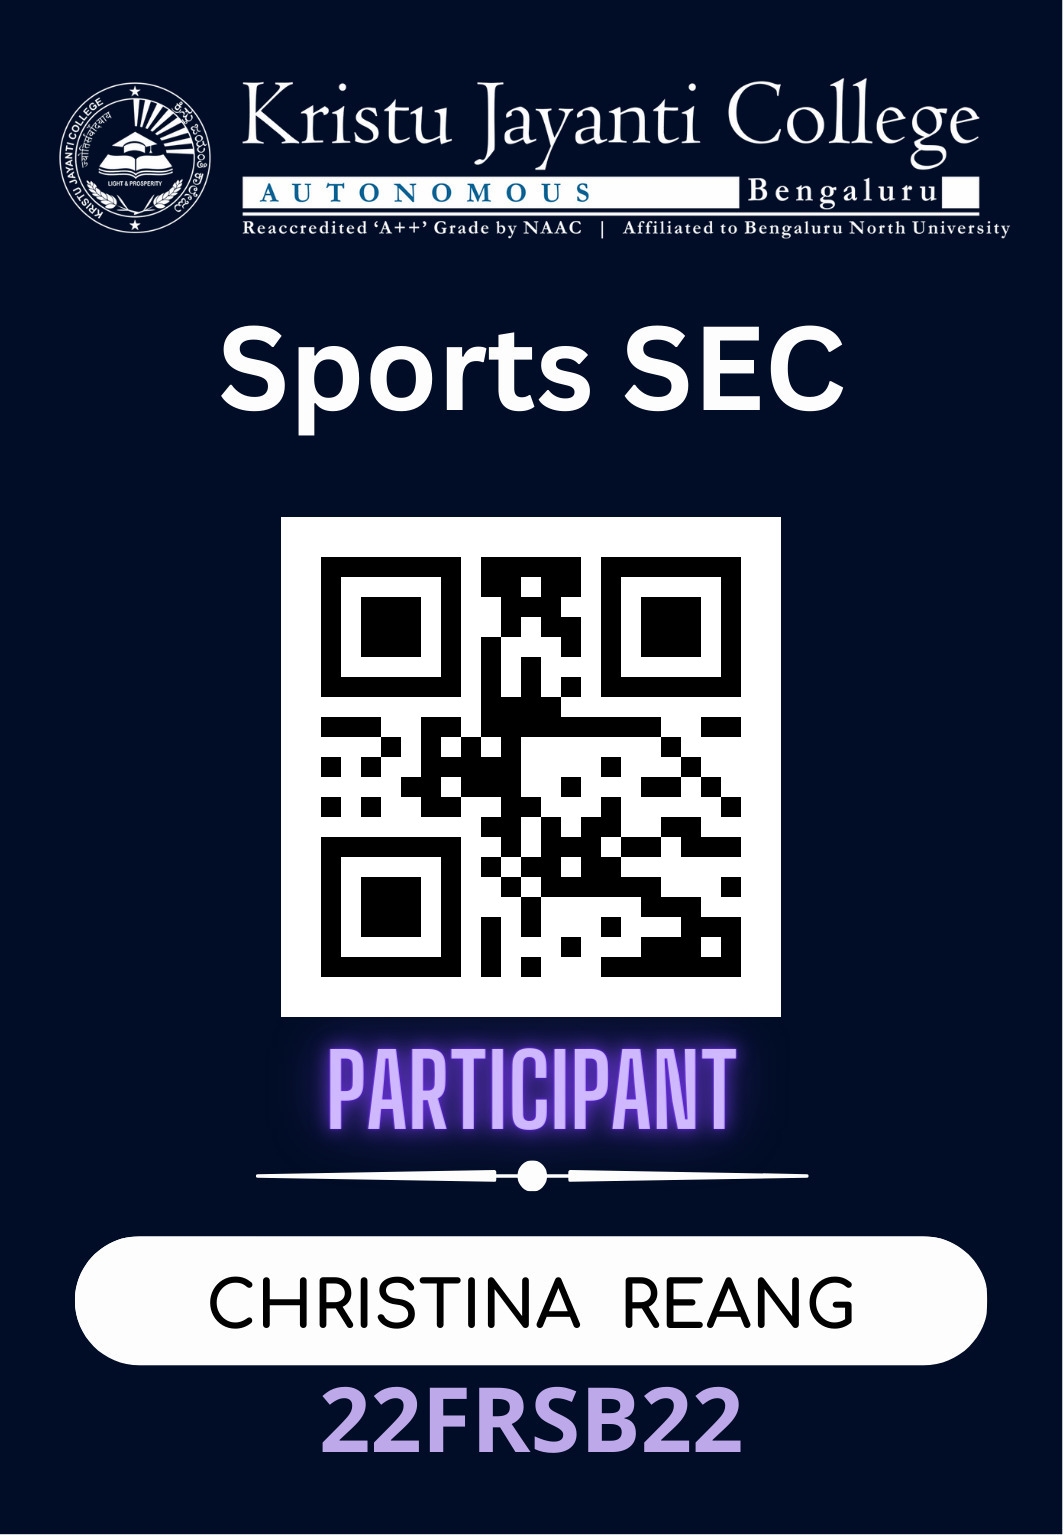 KRISTU JAYANTI COLLEGE
ज्योतिसंवादयाय
LIGHT & PROSPERITY
Kristu Jayanti College
AUTONOMOUS Bengaluru
Reaccredited ‘A++’ Grade by NAAC | Affiliated to Bengaluru North University
Sports SEC
PARTICIPANT
CHRISTINA REANG
22FRSB22